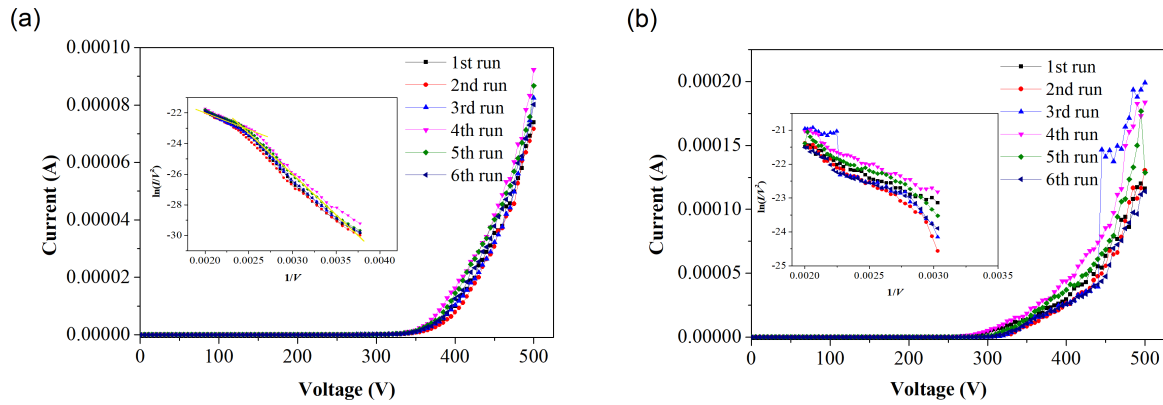 (a)
0.00010
0.00008
0.00006
0.00004
0.00002
0.00000
Current (A)
0 100 200 300 400 500
Voltage (V)
1st run
2nd run
3rd run
4th run
5th run
6th run
-22
-24
-26
-28
-30
ln(I/V²)
0.0020 0.0025 0.0030 0.0035 0.0040
1/V
(b)
0.00020
0.00015
0.00010
0.00005
0.00000
Current (A)
0 100 200 300 400 500
Voltage (V)
1st run
2nd run
3rd run
4th run
5th run
6th run
-21
-22
-23
-24
-25
ln(I/V²)
0.0020 0.0025 0.0030 0.0035
1/V